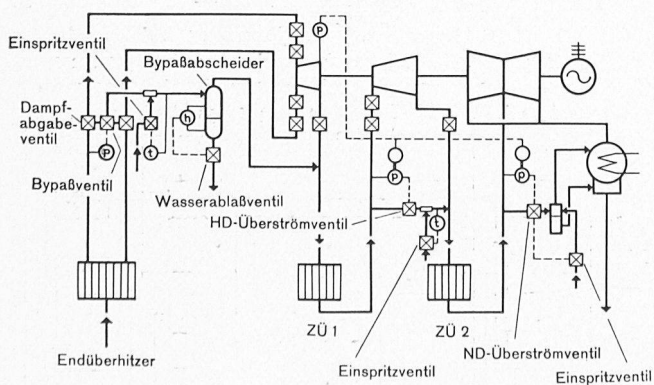 Einspritzventil
Bypaßabscheider
Dampf-
abgabe-
ventil
Bypaßventil
Wasserablaßventil
HD-Überströmventil
Endüberhitzer
ZÜ 1
ZÜ 2
Einspritzventil
ND-Überströmventil
Einspritzventil
P
t
h
P
p
t
p